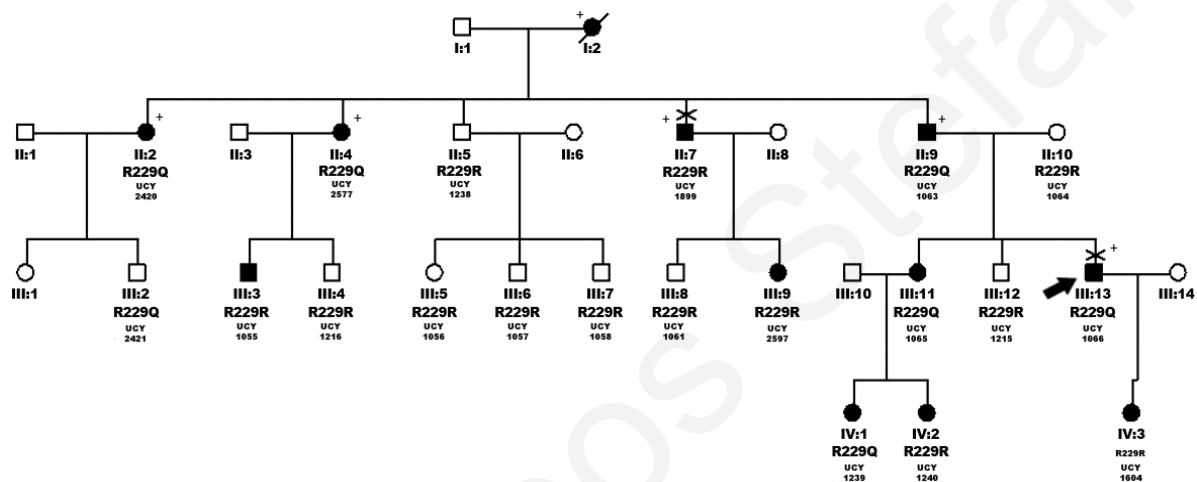 +
I:1 I:2
+ + + +
II:1 II:2 II:3 II:4 II:5 II:6 II:7 II:8 II:9 II:10
R229Q R229Q R229R R229R R229Q R229R
UCY UCY UCY UCY UCY UCY
2420 2577 1238 1899 1063 1064
+
III:1 III:2 III:3 III:4 III:5 III:6 III:7 III:8 III:9 III:10 III:11 III:12 III:13 III:14
R229Q R229R R229R R229R R229R R229R R229R R229R R229Q R229R R229Q
UCY UCY UCY UCY UCY UCY UCY UCY UCY UCY UCY
2421 1055 1216 1056 1057 1058 1061 2597 1065 1215 1066
IV:1 IV:2 IV:3
R229Q R229R R229R
UCY UCY UCY
1239 1240 1604
os Stefa